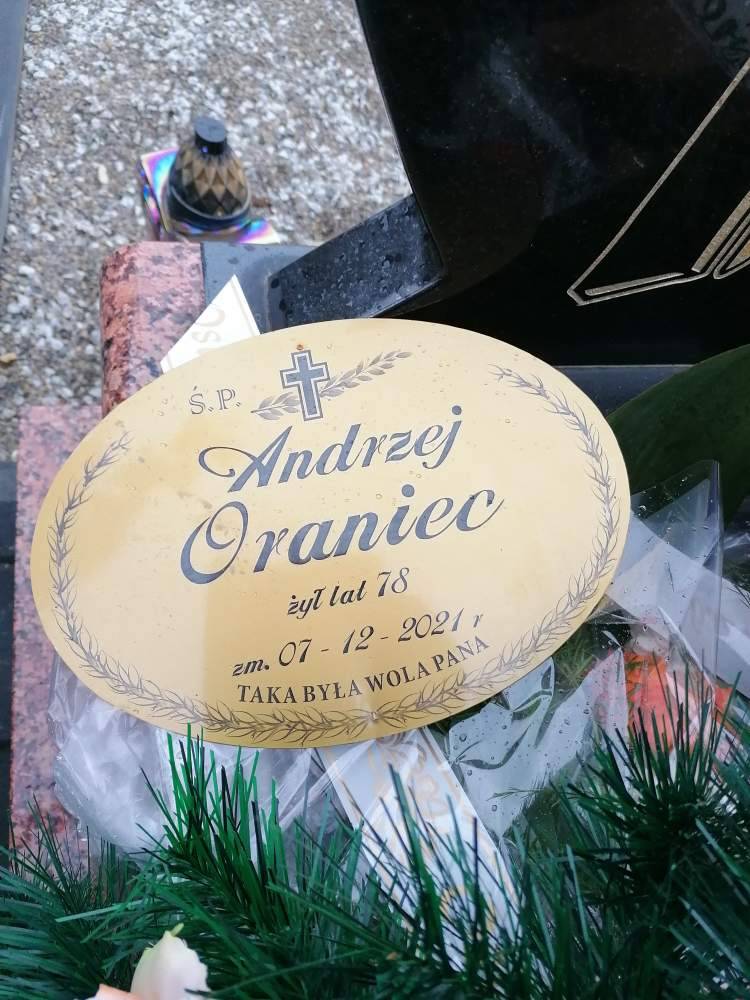 Ś.P.
Andrzej
Oraniec
żył lat 78
zm. 07 - 12 - 2021 r
TAKA BYŁA WOLA PANA